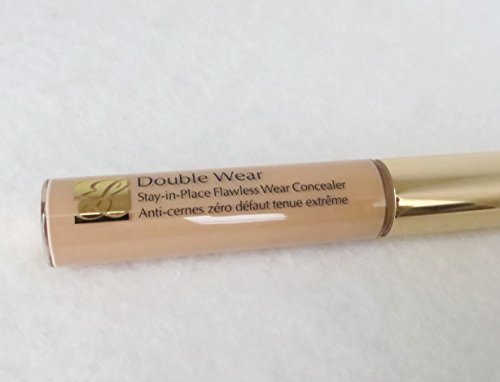 Double Wear
Stay-in-Place Flawless Wear Concealer
Anti-cernes zéro défaut tenue extrême